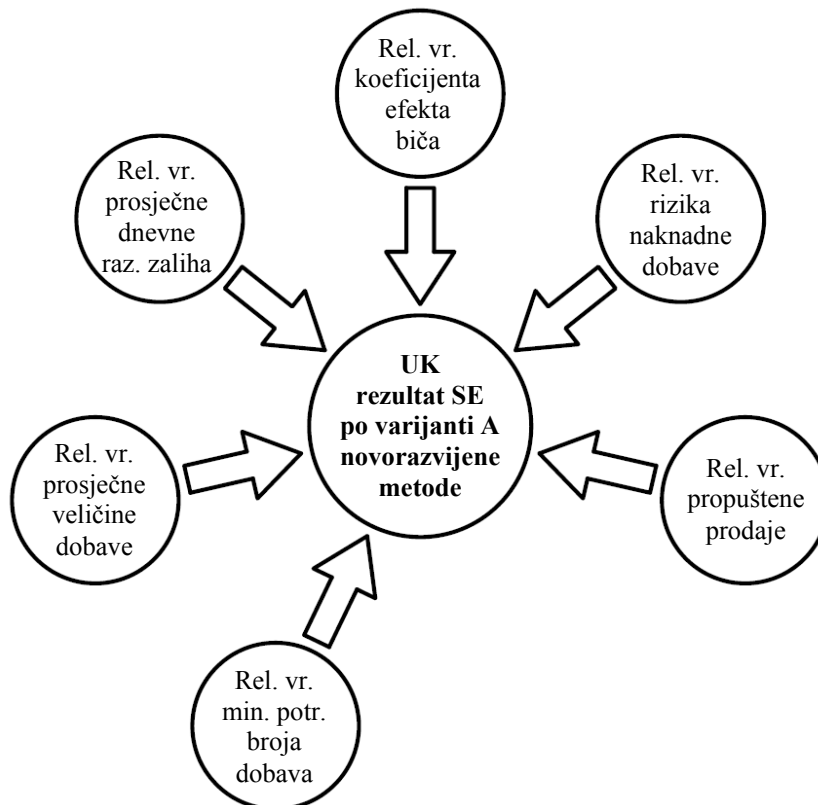 Rel. vr.
koeficijenta
efekta
biča
Rel. vr.
prosječne
dnevne
raz. zaliha
Rel. vr.
rizika
naknadne
dobave
UK
rezultat SE
po varijanti A
novorazvijene
metode
Rel. vr.
prosječne
veličine
dobave
Rel. vr.
propuštene
prodaje
Rel. vr.
min. potr.
broja
dobava